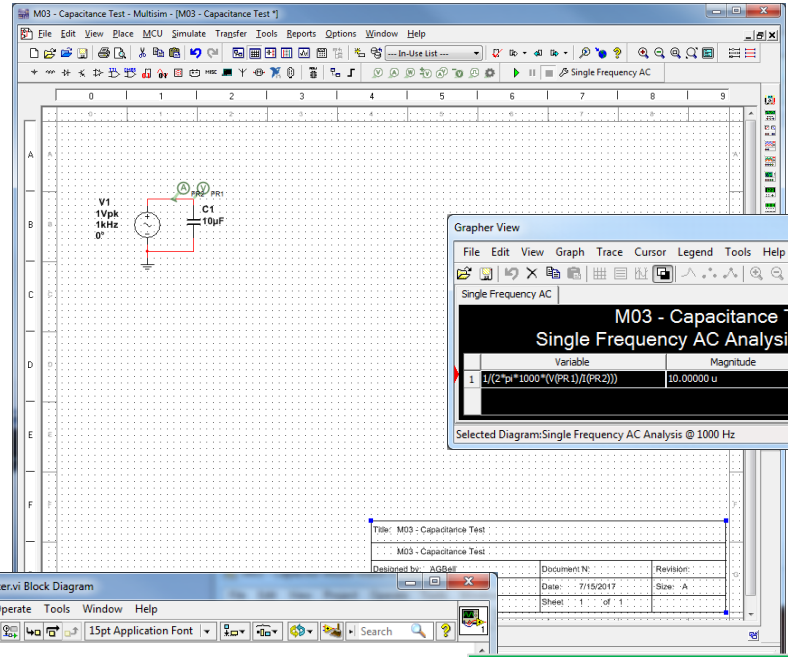 M03 - Capacitance Test - Multisim - [M03 - Capacitance Test *]
File Edit View Place MCU Simulate Transfer Tools Reports Options Window Help
--- In-Use List ---
Single Frequency AC
0 1 2 3 4 5 6 7 8 9
A
PR2 PR1
V1
1Vpk
1kHz
0°
C1
10µF
B
C
D
E
F
G
Grapher View
File Edit View Graph Trace Cursor Legend Tools Help
Single Frequency AC
M03 - Capacitance T
Single Frequency AC Analysi
Variable Magnitude
1 1/(2*pi*1000*(V(PR1)/I(PR2))) 10.00000 u
Selected Diagram:Single Frequency AC Analysis @ 1000 Hz
Title: M03 - Capacitance Test
M03 - Capacitance Test
Designed by: AGBell Document N: Revision:
Date: 7/15/2017 Size: A
Sheet 1 of 1
ter.vi Block Diagram
Operate Tools Window Help
15pt Application Font
Search
1